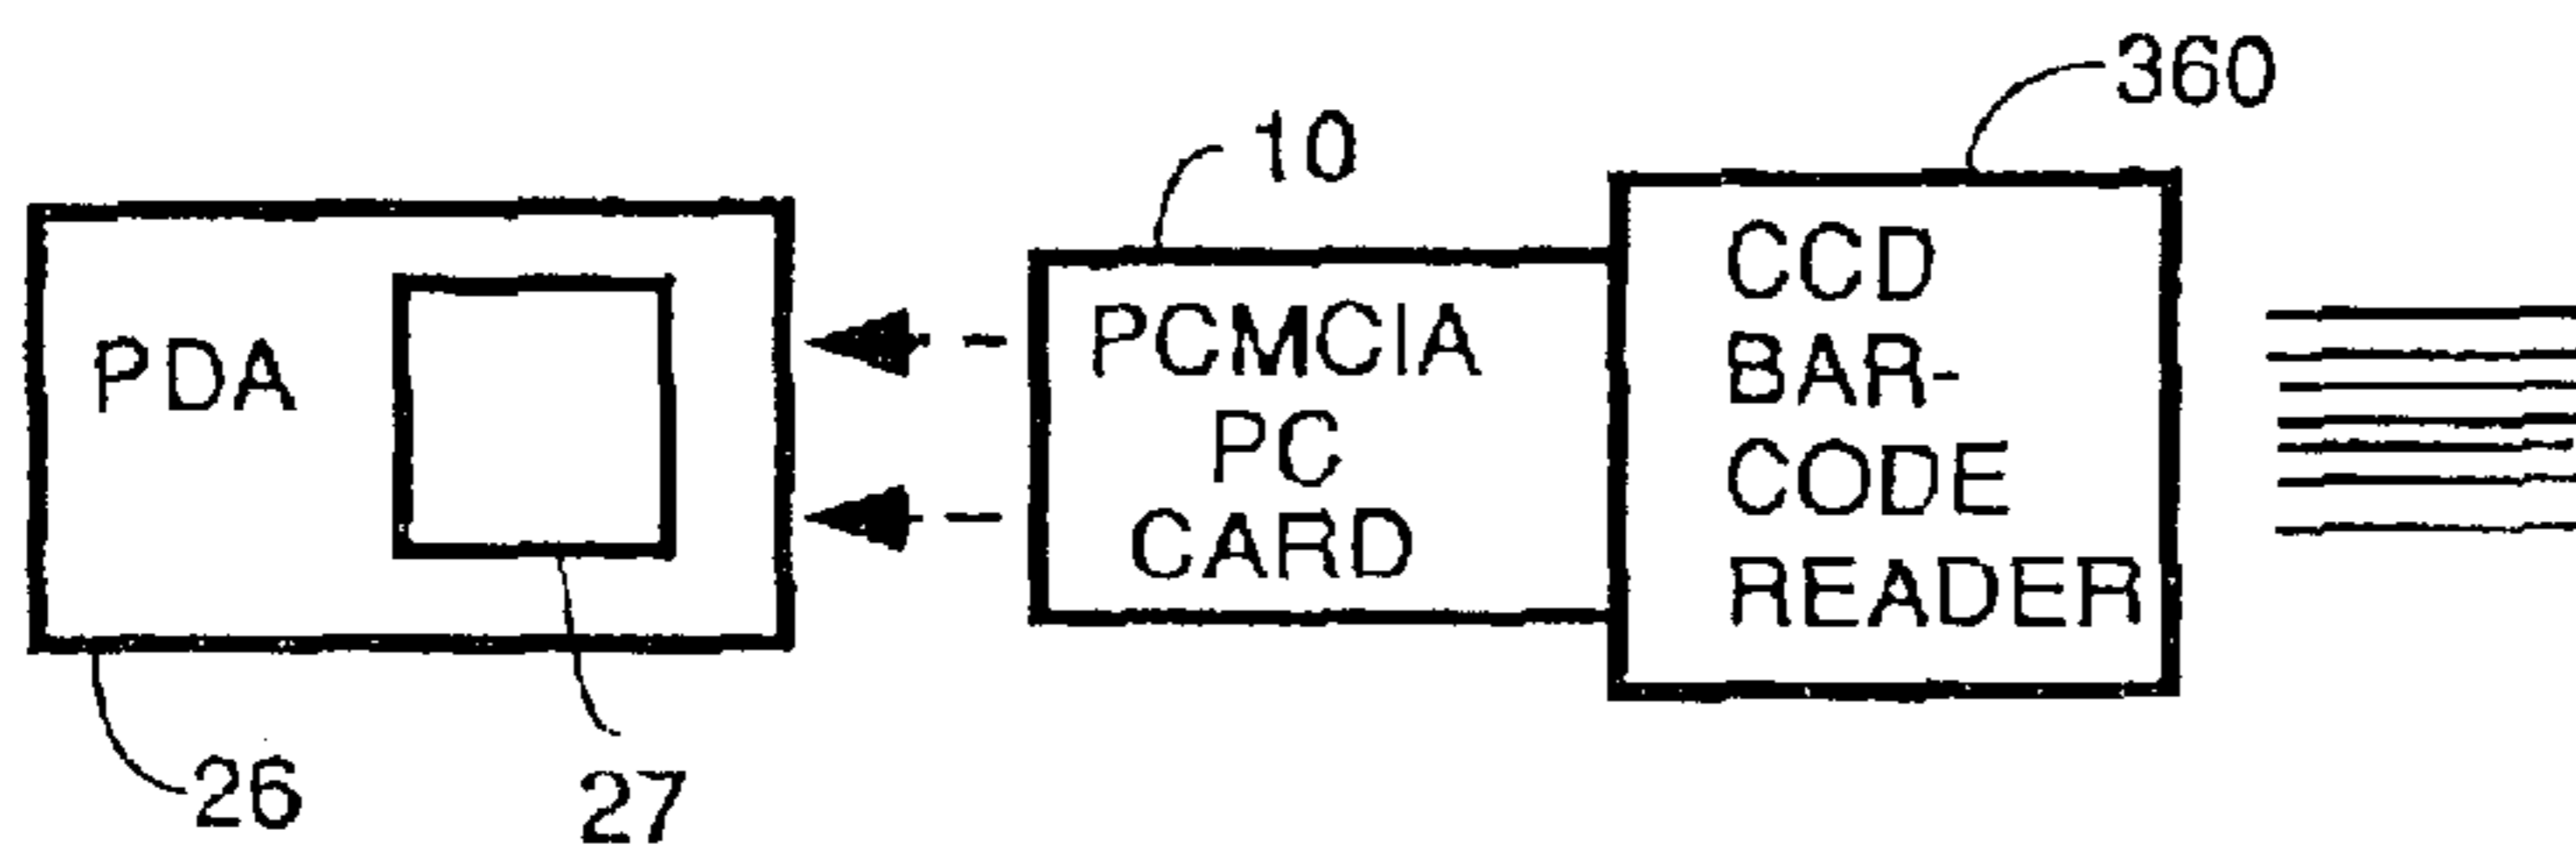 360
10
PDA
PCMCIA
PC
CARD
CCD
BAR-
CODE
READER
26
27